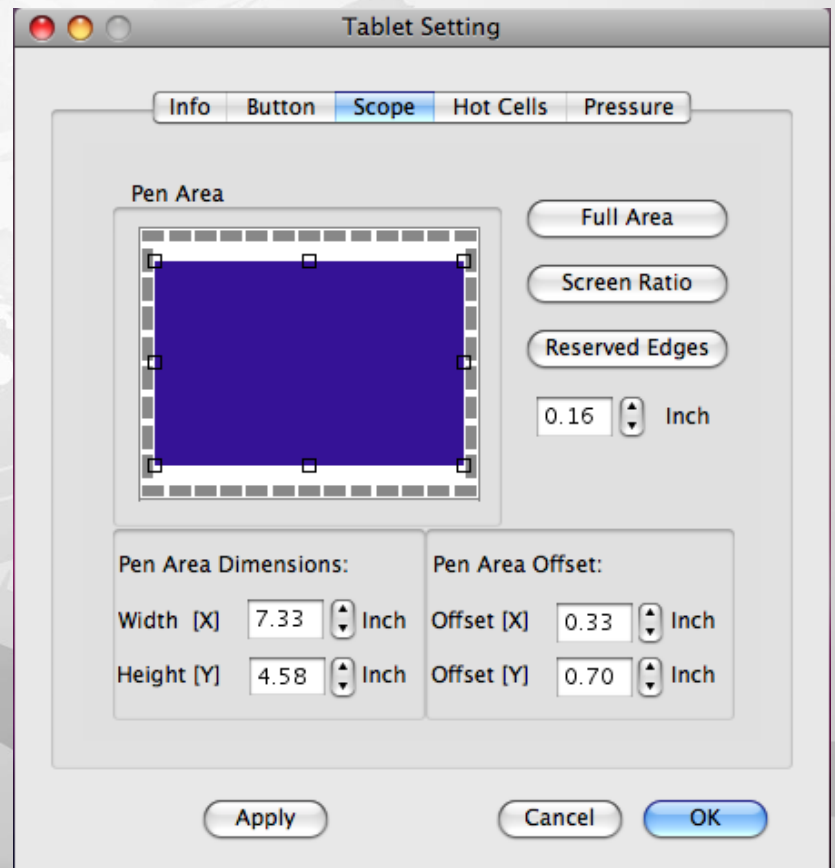 Tablet Setting
Info Button Scope Hot Cells Pressure
Pen Area
Full Area
Screen Ratio
Reserved Edges
0.16 Inch
Pen Area Dimensions:
Width [X] 7.33 Inch
Height [Y] 4.58 Inch
Pen Area Offset:
Offset [X] 0.33 Inch
Offset [Y] 0.70 Inch
Apply Cancel OK